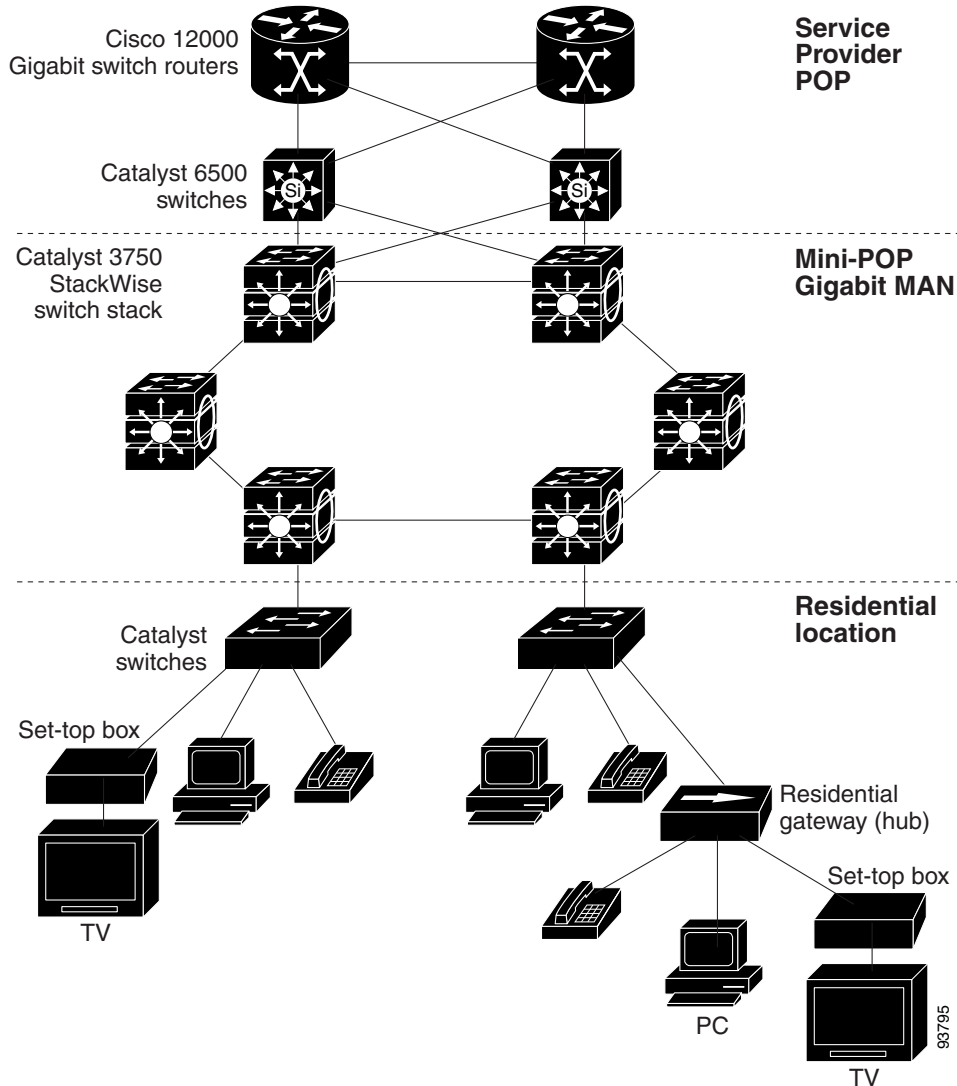 Cisco 12000
Gigabit switch routers
Service
Provider
POP
Catalyst 6500
switches
Si
Si
Catalyst 3750
StackWise
switch stack
Mini-POP
Gigabit MAN
Residential
location
Catalyst
switches
Set-top box
TV
Residential
gateway (hub)
Set-top box
PC
TV
93795